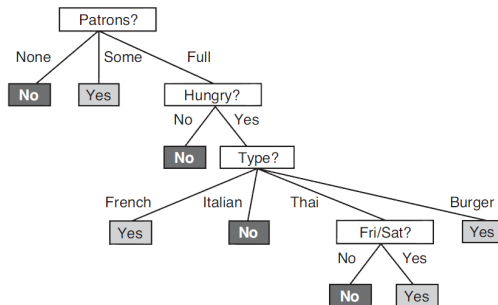 Patrons?
None Some Full
No Yes Hungry?
No Yes
No Type?
French Italian Thai Burger
Yes No Fri/Sat? Yes
No Yes
No Yes